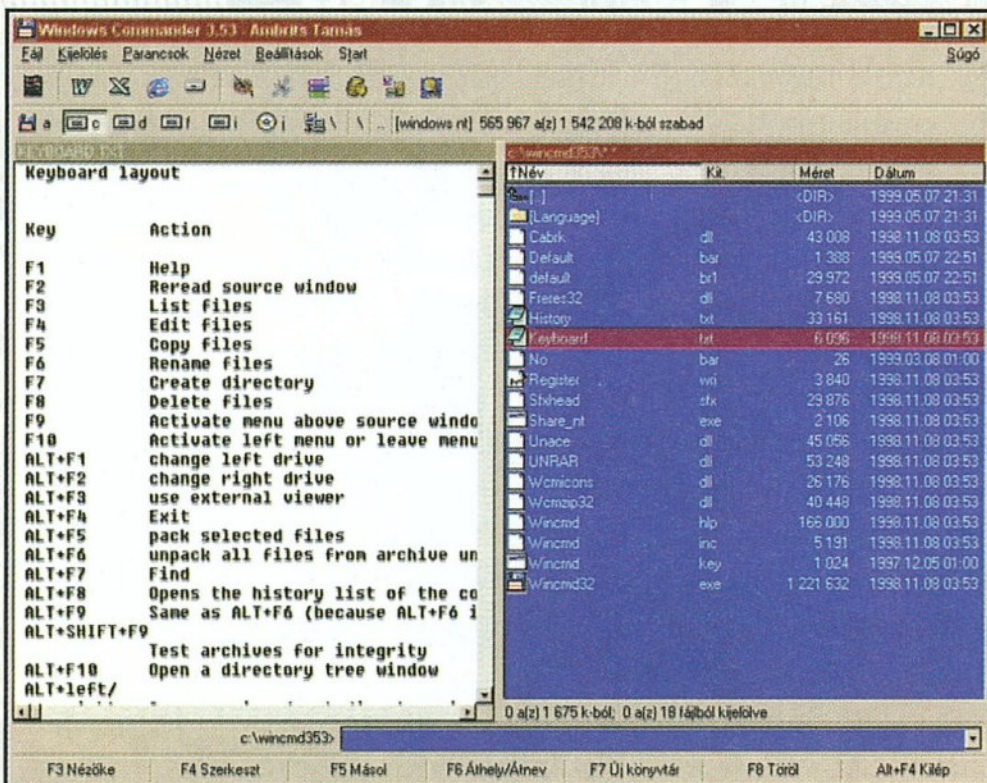 Windows Commander 3.53 - Ambrits Tamás
Fájl Kijelölés Parancsok Nézet Beállítások Start Súgó
a c d f i j \ \ .. [windows nt] 565 967 a(z) 1 542 208 k-ból szabad
KEYBOARD.TXT
Keyboard layout
Key Action
F1 Help
F2 Reread source window
F3 List files
F4 Edit files
F5 Copy files
F6 Rename files
F7 Create directory
F8 Delete files
F9 Activate menu above source windo
F10 Activate left menu or leave menu
ALT+F1 change left drive
ALT+F2 change right drive
ALT+F3 use external viewer
ALT+F4 Exit
ALT+F5 pack selected files
ALT+F6 unpack all files from archive un
ALT+F7 Find
ALT+F8 Opens the history list of the co
ALT+F9 Same as ALT+F6 (because ALT+F6 i
ALT+SHIFT+F9
Test archives for integrity
ALT+F10 Open a directory tree window
ALT+left/
c:\wincmd353\*.*
↑Név Kit. Méret Dátum
[..] <DIR> 1999.05.07 21:31
[Language] <DIR> 1999.05.07 21:31
Cabrk dll 43 008 1998.11.08 03:53
Default bar 1 388 1999.05.07 22:51
default br1 29 972 1999.05.07 22:51
Freres32 dll 7 680 1998.11.08 03:53
History txt 33 161 1998.11.08 03:53
Keyboard txt 6 096 1998.11.08 03:53
No bar 26 1999.03.08 01:00
Register wri 3 840 1998.11.08 03:53
Sfxhead sfx 29 876 1998.11.08 03:53
Share_nt exe 2 106 1998.11.08 03:53
Unace dll 45 056 1998.11.08 03:53
UNRAR dll 53 248 1998.11.08 03:53
Wcmicons dll 26 176 1998.11.08 03:53
Wcmzip32 dll 40 448 1998.11.08 03:53
Wincmd hlp 166 000 1998.11.08 03:53
Wincmd inc 5 191 1998.11.08 03:53
Wincmd key 1 024 1997.12.05 01:00
Wincmd32 exe 1 221 632 1998.11.08 03:53
0 a(z) 1 675 k-ból; 0 a(z) 18 fájlból kijelölve
c:\wincmd353>
F3 Nézőke F4 Szerkeszt F5 Másol F6 Áthely/Átnev F7 Új könyvtár F8 Töröl Alt+F4 Kilép